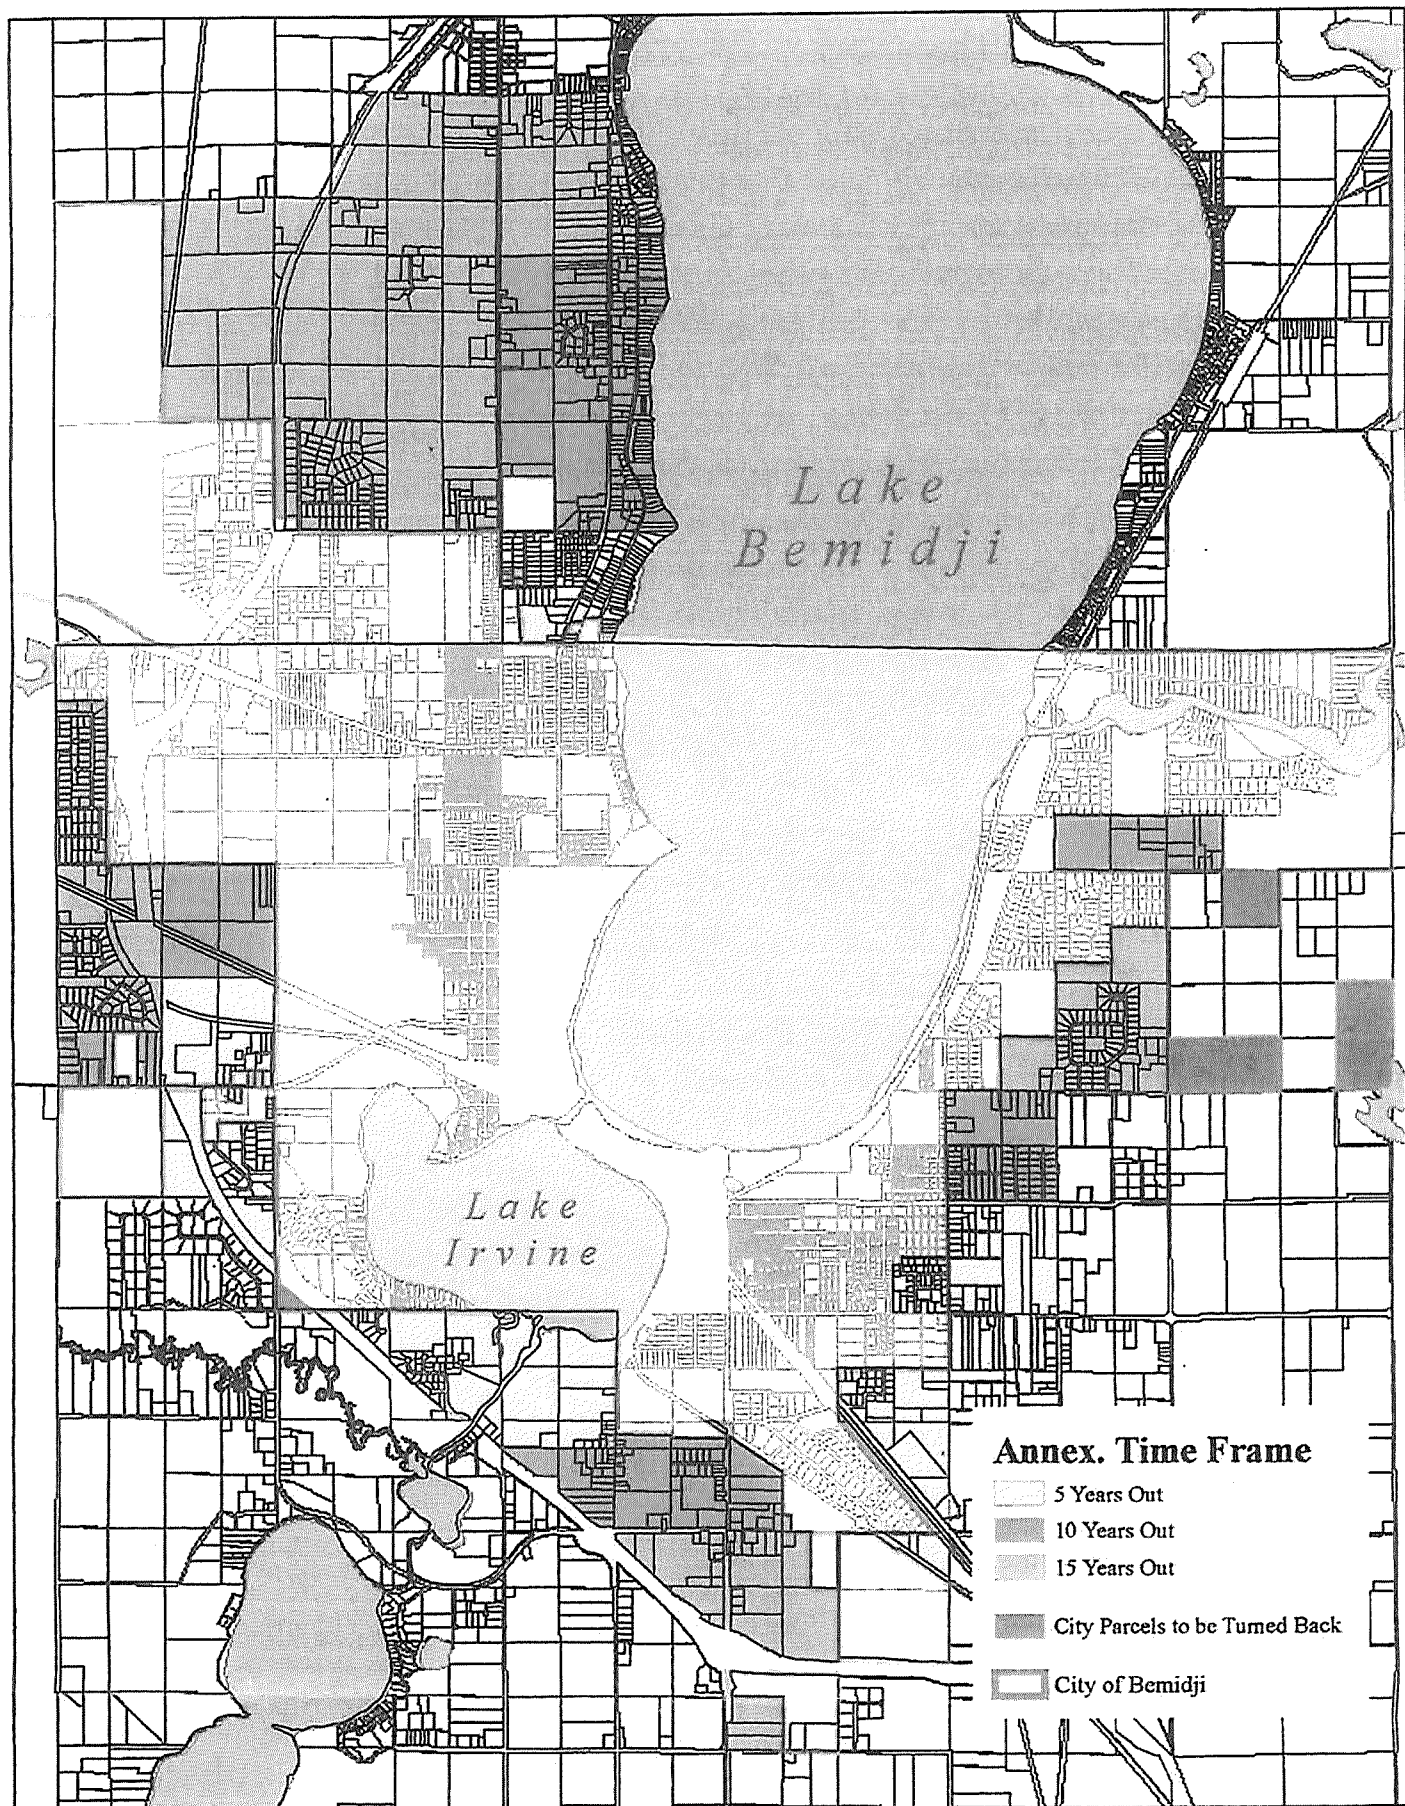 Lake
Bemidji
Lake
Irvine
Annex. Time Frame
5 Years Out
10 Years Out
15 Years Out
City Parcels to be Turned Back
City of Bemidji